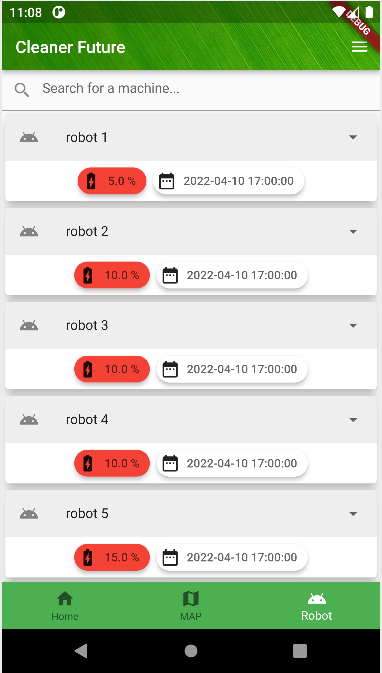 11:08
DEBUG
Cleaner Future
Search for a machine...
robot 1
5.0 % 2022-04-10 17:00:00
robot 2
10.0 % 2022-04-10 17:00:00
robot 3
10.0 % 2022-04-10 17:00:00
robot 4
10.0 % 2022-04-10 17:00:00
robot 5
15.0 % 2022-04-10 17:00:00
Home MAP Robot